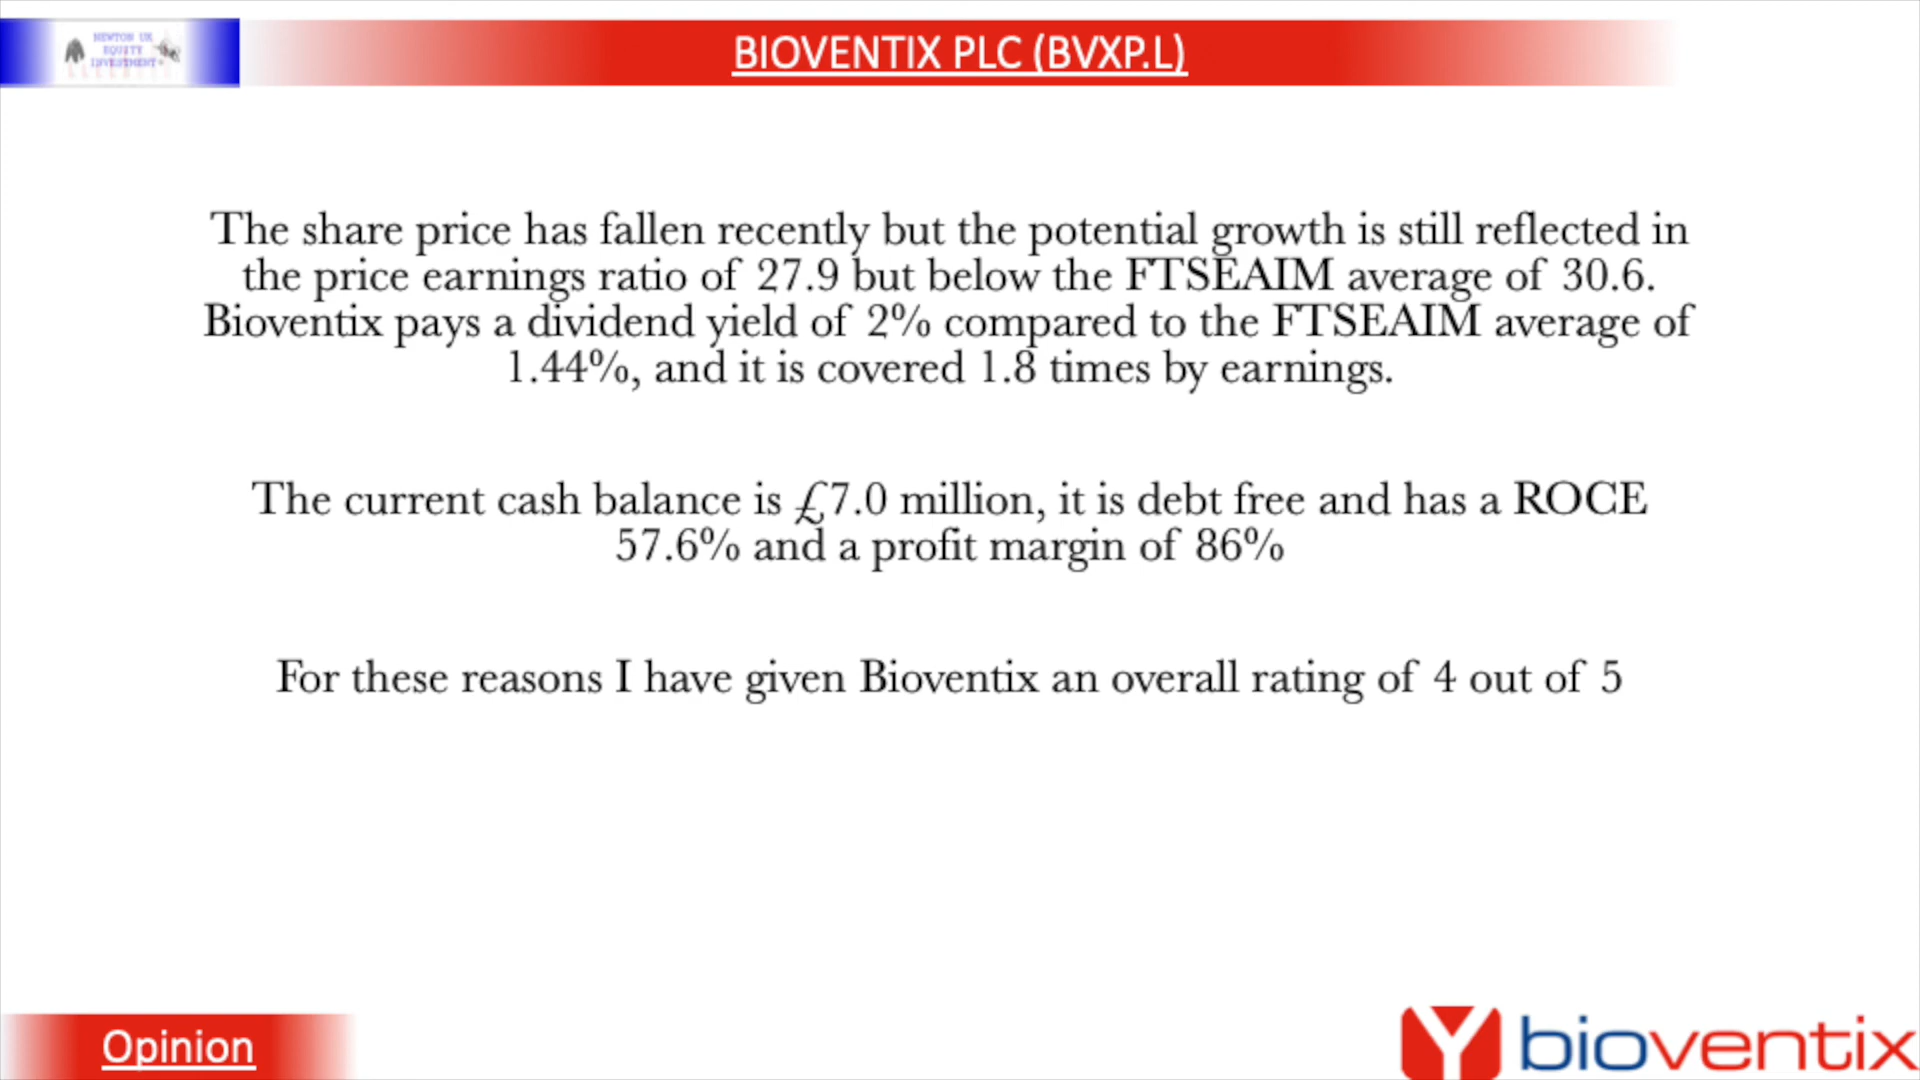 NEWTON UK
EQUITY
INVESTMENT
BIOVENTIX PLC (BVXP.L)
The share price has fallen recently but the potential growth is still reflected in
the price earnings ratio of 27.9 but below the FTSEAIM average of 30.6.
Bioventix pays a dividend yield of 2% compared to the FTSEAIM average of
1.44%, and it is covered 1.8 times by earnings.
The current cash balance is £7.0 million, it is debt free and has a ROCE
57.6% and a profit margin of 86%
For these reasons I have given Bioventix an overall rating of 4 out of 5
Opinion
bioventix